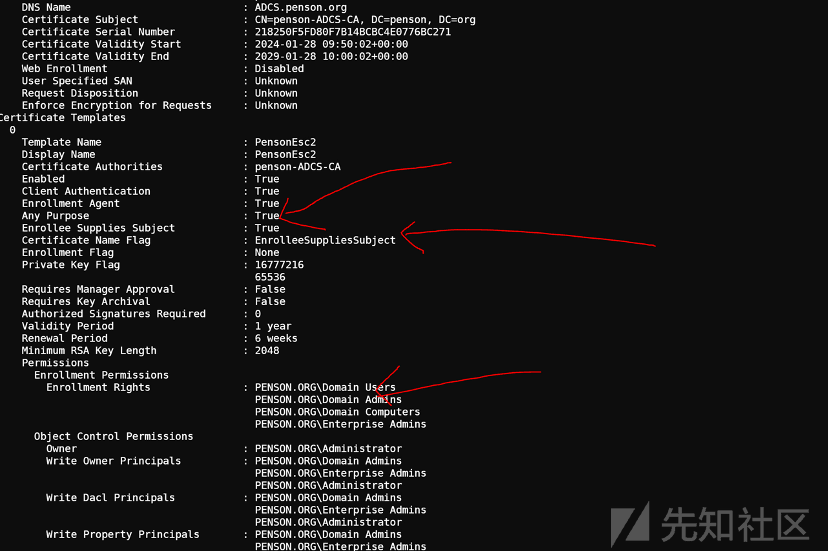 DNS Name : ADCS.penson.org
Certificate Subject : CN=penson-ADCS-CA, DC=penson, DC=org
Certificate Serial Number : 218250F5FD80F7B14BCBC4E0776BC271
Certificate Validity Start : 2024-01-28 09:50:02+00:00
Certificate Validity End : 2029-01-28 10:00:02+00:00
Web Enrollment : Disabled
User Specified SAN : Unknown
Request Disposition : Unknown
Enforce Encryption for Requests : Unknown
Certificate Templates
0
Template Name : PensonEsc2
Display Name : PensonEsc2
Certificate Authorities : penson-ADCS-CA
Enabled : True
Client Authentication : True
Enrollment Agent : True
Any Purpose : True
Enrollee Supplies Subject : True
Certificate Name Flag : EnrolleeSuppliesSubject
Enrollment Flag : None
Private Key Flag : 16777216
65536
Requires Manager Approval : False
Requires Key Archival : False
Authorized Signatures Required : 0
Validity Period : 1 year
Renewal Period : 6 weeks
Minimum RSA Key Length : 2048
Permissions
Enrollment Permissions
Enrollment Rights : PENSON.ORG\Domain Users
PENSON.ORG\Domain Admins
PENSON.ORG\Domain Computers
PENSON.ORG\Enterprise Admins
Object Control Permissions
Owner : PENSON.ORG\Administrator
Write Owner Principals : PENSON.ORG\Domain Admins
PENSON.ORG\Enterprise Admins
PENSON.ORG\Administrator
Write Dacl Principals : PENSON.ORG\Domain Admins
PENSON.ORG\Enterprise Admins
PENSON.ORG\Administrator
Write Property Principals : PENSON.ORG\Domain Admins
PENSON.ORG\Enterprise Admins
先知社区